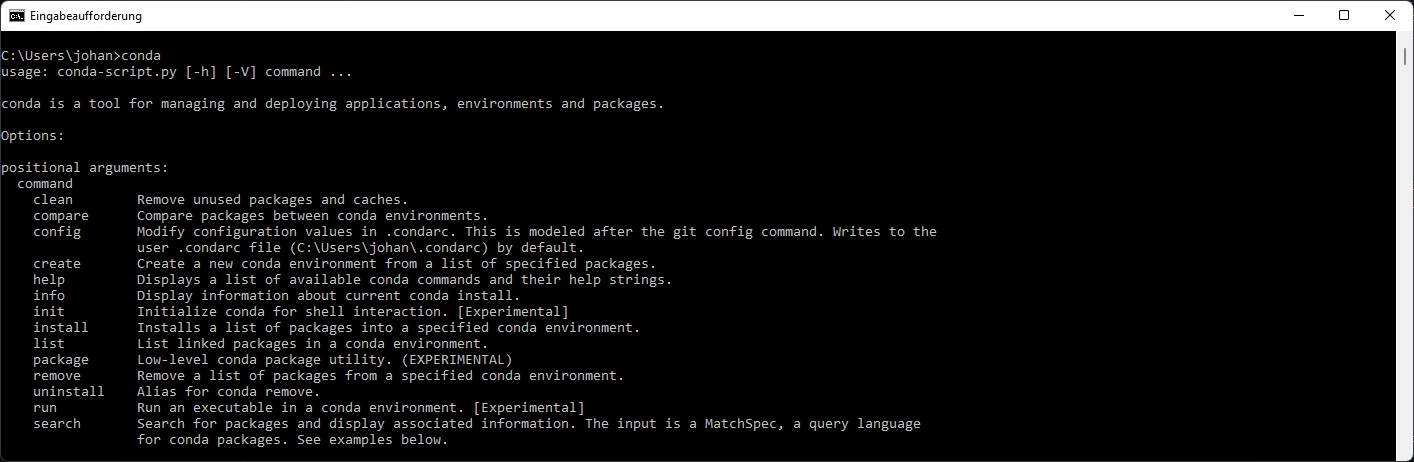 Eingabeaufforderung
C:\Users\johan>conda
usage: conda-script.py [-h] [-V] command ...
conda is a tool for managing and deploying applications, environments and packages.
Options:
positional arguments:
  command
    clean        Remove unused packages and caches.
    compare      Compare packages between conda environments.
    config       Modify configuration values in .condarc. This is modeled after the git config command. Writes to the
                 user .condarc file (C:\Users\johan\.condarc) by default.
    create       Create a new conda environment from a list of specified packages.
    help         Displays a list of available conda commands and their help strings.
    info         Display information about current conda install.
    init         Initialize conda for shell interaction. [Experimental]
    install      Installs a list of packages into a specified conda environment.
    list         List linked packages in a conda environment.
    package      Low-level conda package utility. (EXPERIMENTAL)
    remove       Remove a list of packages from a specified conda environment.
    uninstall    Alias for conda remove.
    run          Run an executable in a conda environment. [Experimental]
    search       Search for packages and display associated information. The input is a MatchSpec, a query language
                 for conda packages. See examples below.